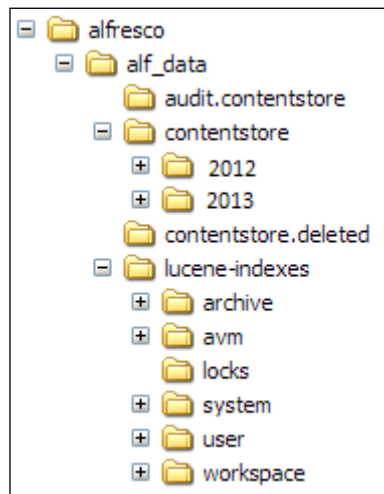 alfresco
alf_data
audit.contentstore
contentstore
2012
2013
contentstore.deleted
lucene-indexes
archive
avm
locks
system
user
workspace